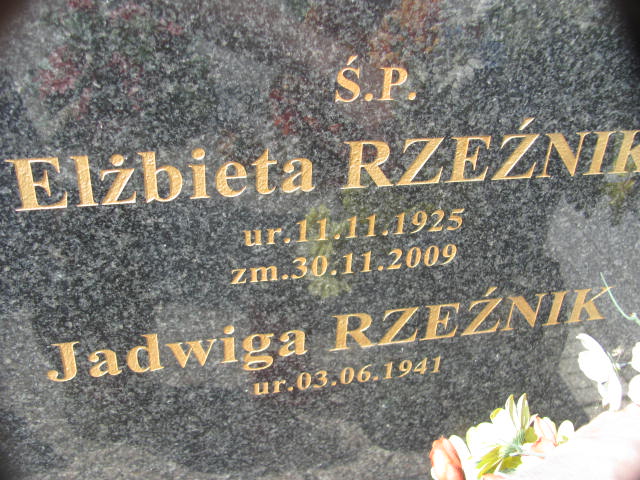 Ś.P.
Elżbieta RZEŹNIK
ur.11.11.1925
zm.30.11.2009
Jadwiga RZEŹNIK
ur.03.06.1941